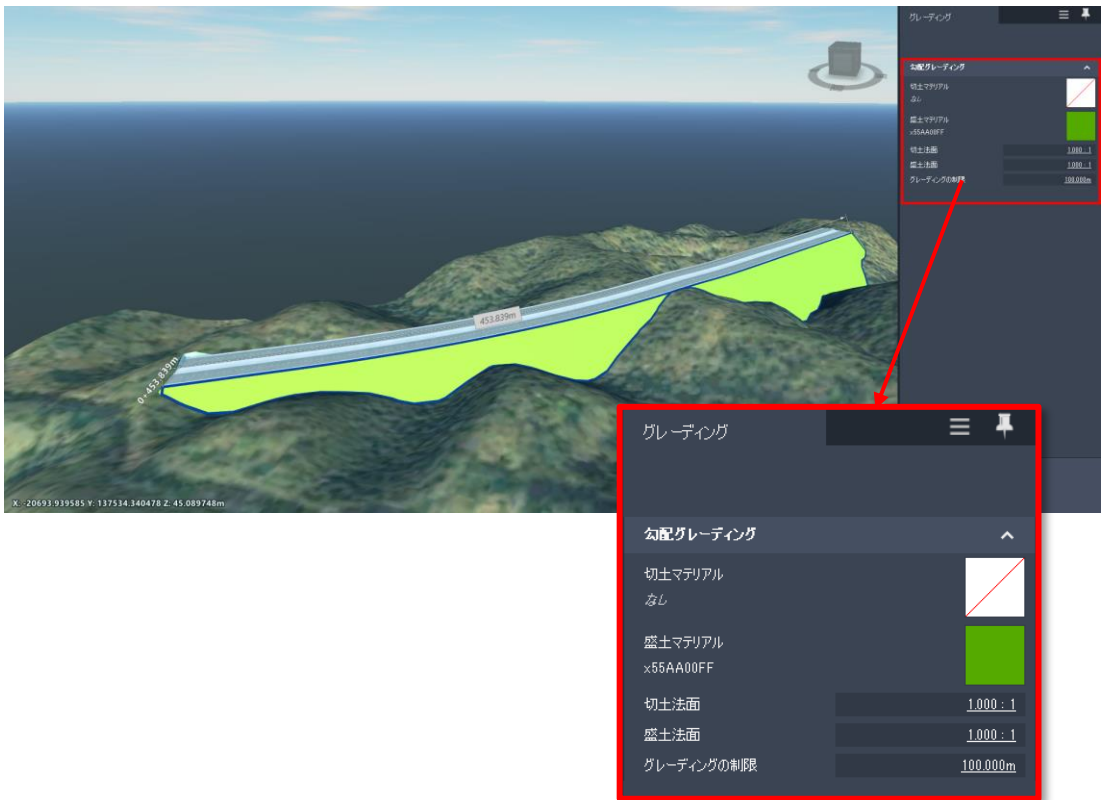 グレーディング
勾配グレーディング
切土マテリアル
なし
盛土マテリアル
x55AA00FF
切土法面 1.000 : 1
盛土法面 1.000 : 1
グレーディングの制限 100.000m
453.839m
0+453.839m
X: -20693.939585 Y: 137534.340478 Z: 45.089748m
グレーディング
勾配グレーディング
切土マテリアル
なし
盛土マテリアル
x55AA00FF
切土法面 1.000 : 1
盛土法面 1.000 : 1
グレーディングの制限 100.000m